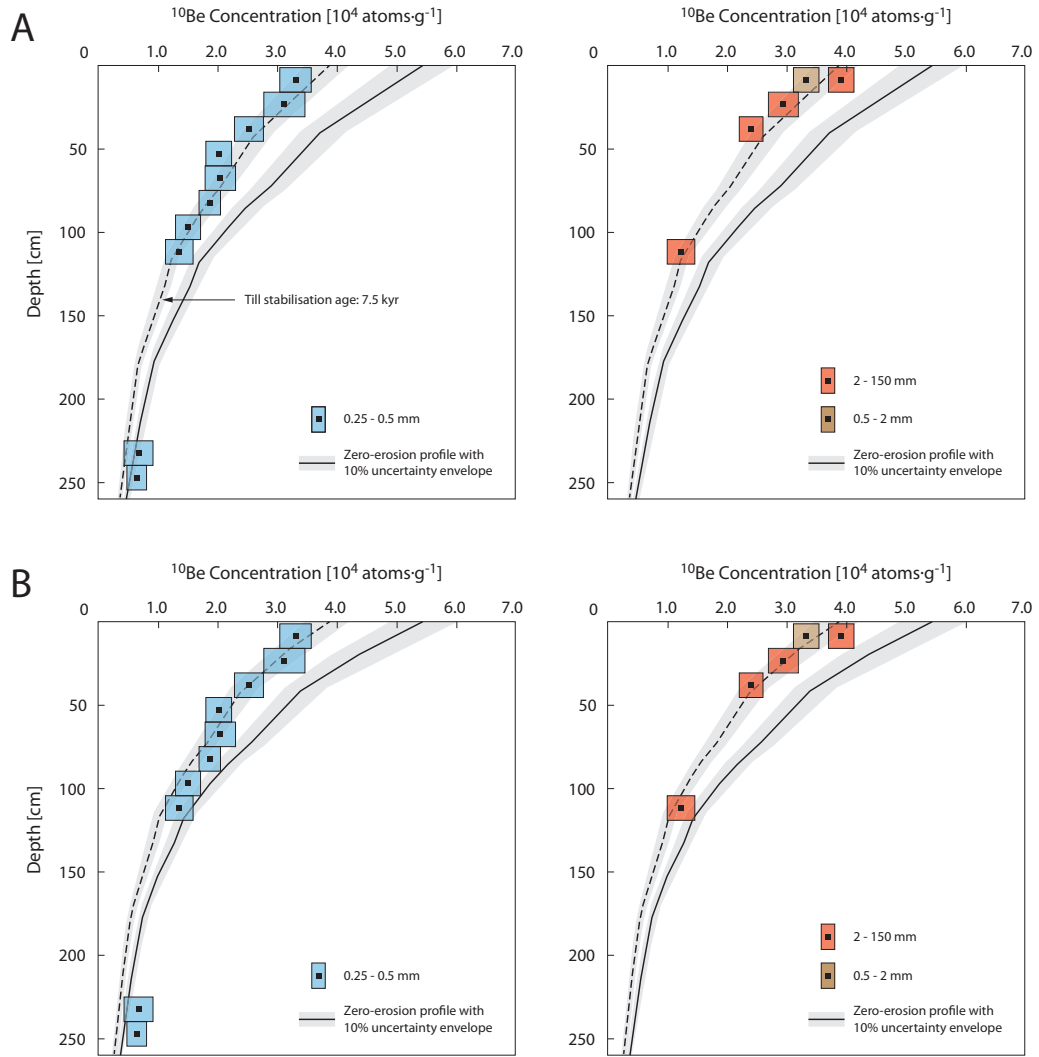 A
¹⁰Be Concentration [10⁴ atoms·g⁻¹]
0 1.0 2.0 3.0 4.0 5.0 6.0 7.0
50
100
150
200
250
Depth [cm]
Till stabilisation age: 7.5 kyr
0.25 - 0.5 mm
Zero-erosion profile with
10% uncertainty envelope
¹⁰Be Concentration [10⁴ atoms·g⁻¹]
0 1.0 2.0 3.0 4.0 5.0 6.0 7.0
50
100
150
200
250
2 - 150 mm
0.5 - 2 mm
Zero-erosion profile with
10% uncertainty envelope
B
¹⁰Be Concentration [10⁴ atoms·g⁻¹]
0 1.0 2.0 3.0 4.0 5.0 6.0 7.0
50
100
150
200
250
Depth [cm]
0.25 - 0.5 mm
Zero-erosion profile with
10% uncertainty envelope
¹⁰Be Concentration [10⁴ atoms·g⁻¹]
0 1.0 2.0 3.0 4.0 5.0 6.0 7.0
50
100
150
200
250
2 - 150 mm
0.5 - 2 mm
Zero-erosion profile with
10% uncertainty envelope